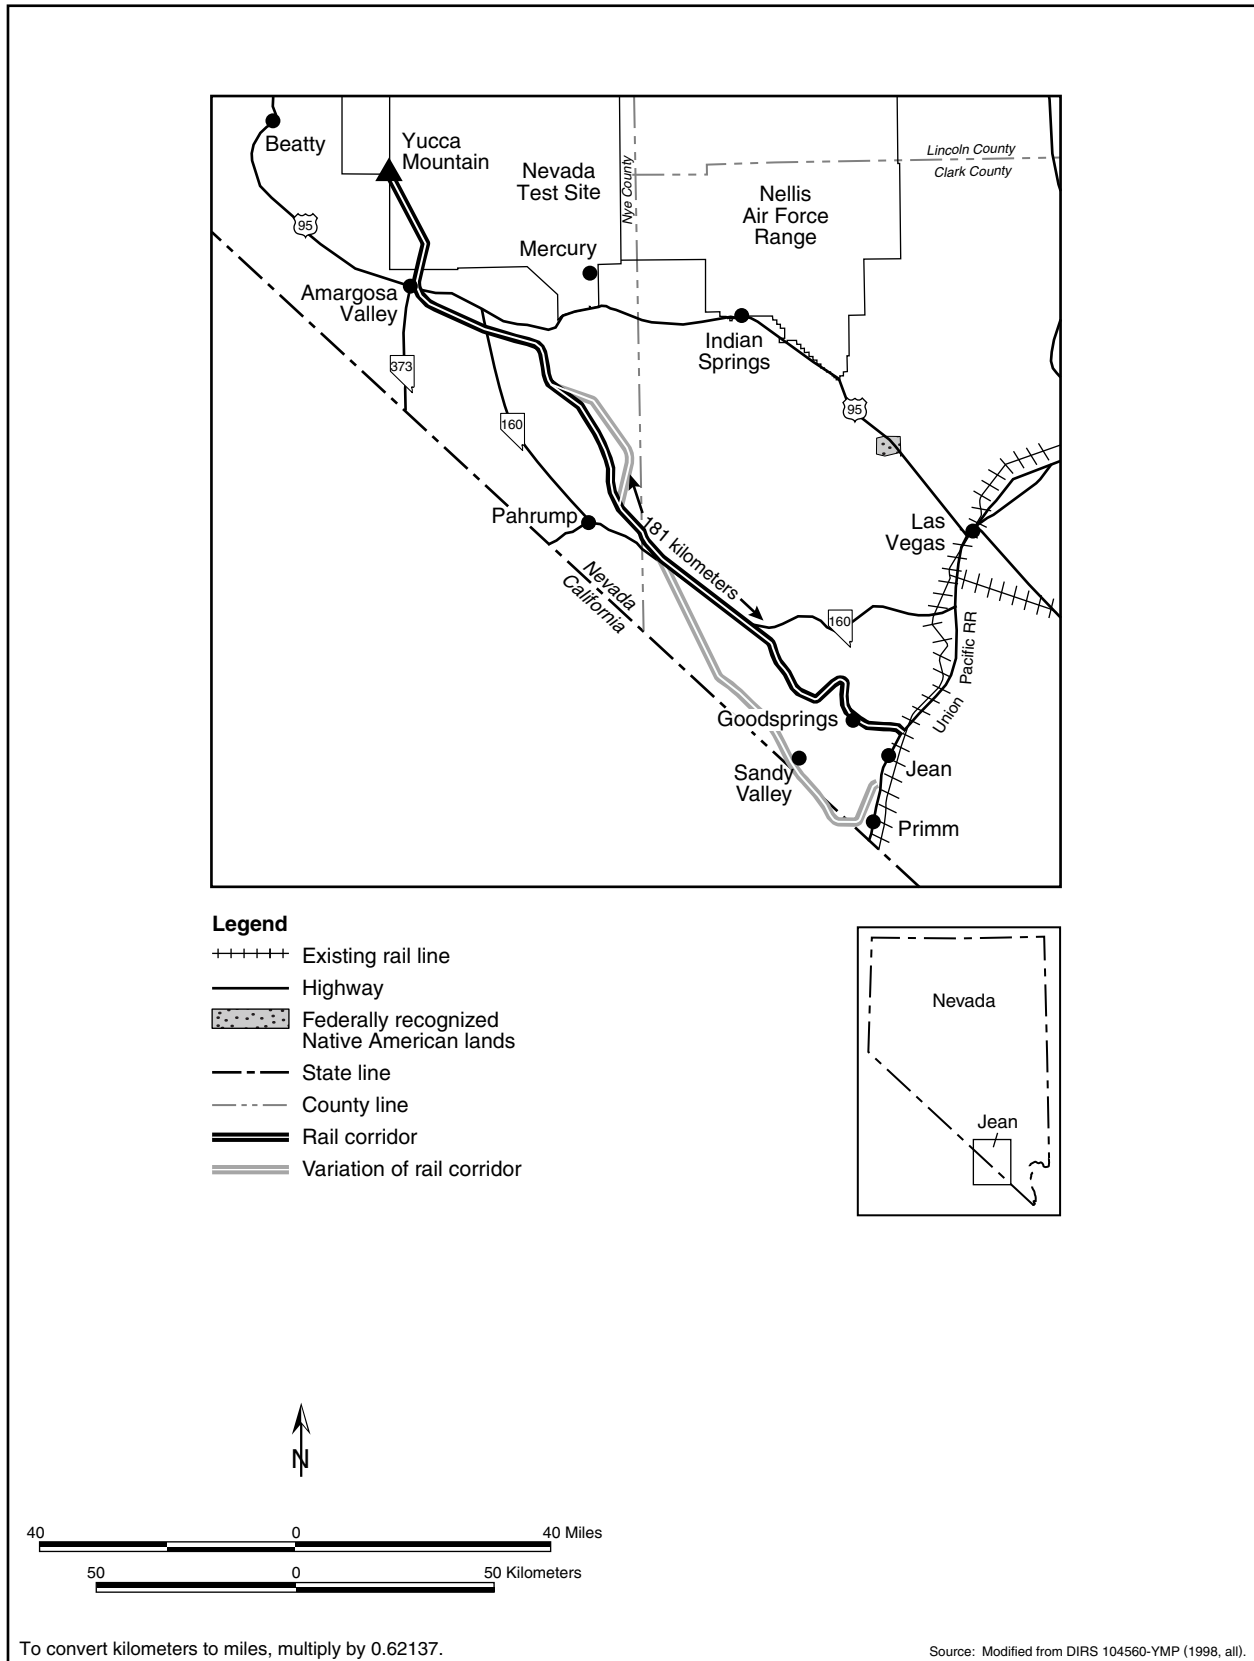 Beatty
Yucca
Mountain
Nevada
Test Site
Nye County
Lincoln County
Clark County
Nellis
Air Force
Range
95
Mercury
Amargosa
Valley
Indian
Springs
373
160
95
Pahrump
Las
Vegas
181 kilometers
Nevada
California
160
Union Pacific RR
Goodsprings
Sandy
Valley
Jean
Primm
Legend
Existing rail line
Highway
Federally recognized
Native American lands
State line
County line
Rail corridor
Variation of rail corridor
Nevada
Jean
N
40 0 40 Miles
50 0 50 Kilometers
To convert kilometers to miles, multiply by 0.62137.
Source: Modified from DIRS 104560-YMP (1998, all).